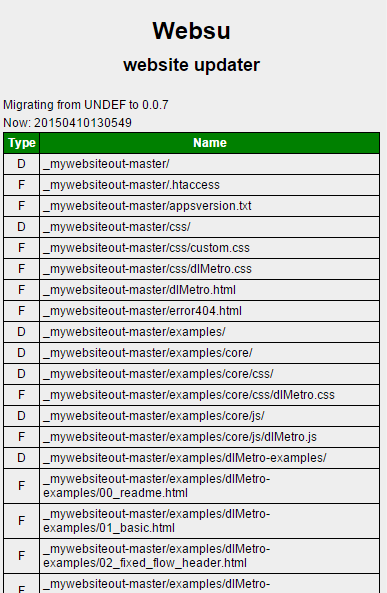 Websu
website updater
Migrating from UNDEF to 0.0.7
Now: 20150410130549
Type Name
D _mywebsiteout-master/
F _mywebsiteout-master/.htaccess
F _mywebsiteout-master/appsversion.txt
D _mywebsiteout-master/css/
F _mywebsiteout-master/css/custom.css
F _mywebsiteout-master/css/dlMetro.css
F _mywebsiteout-master/dlMetro.html
F _mywebsiteout-master/error404.html
D _mywebsiteout-master/examples/
D _mywebsiteout-master/examples/core/
D _mywebsiteout-master/examples/core/css/
F _mywebsiteout-master/examples/core/css/dlMetro.css
D _mywebsiteout-master/examples/core/js/
F _mywebsiteout-master/examples/core/js/dlMetro.js
D _mywebsiteout-master/examples/dlMetro-examples/
F _mywebsiteout-master/examples/dlMetro-
examples/00_readme.html
F _mywebsiteout-master/examples/dlMetro-
examples/01_basic.html
F _mywebsiteout-master/examples/dlMetro-
examples/02_fixed_flow_header.html
F _mywebsiteout-master/examples/dlMetro-